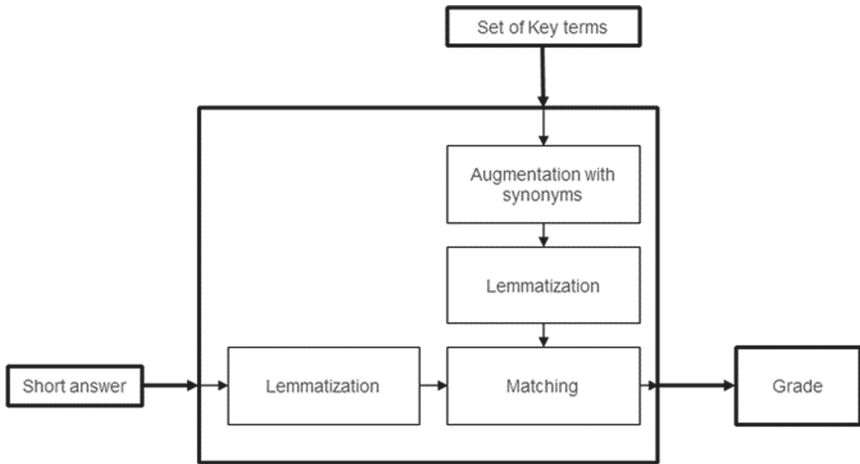 Set of Key terms
Augmentation with
synonyms
Lemmatization
Short answer
Lemmatization
Matching
Grade